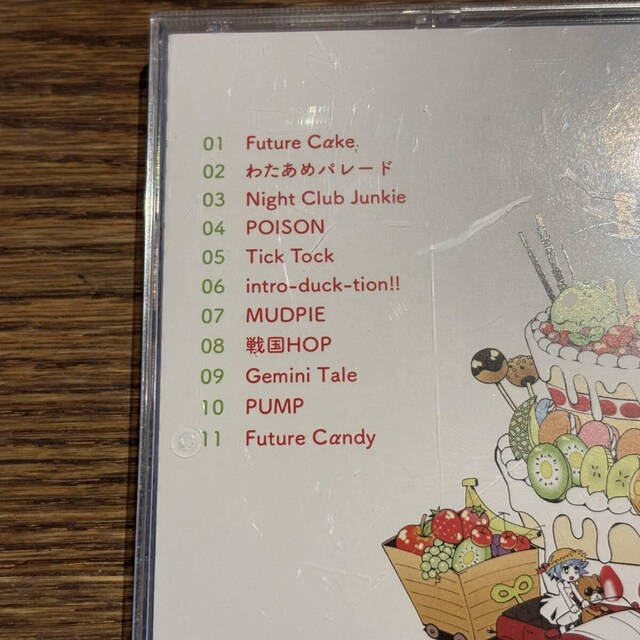 01 Future Cake
02 わたあめパレード
03 Night Club Junkie
04 POISON
05 Tick Tock
06 intro-duck-tion!!
07 MUDPIE
08 戦国HOP
09 Gemini Tale
10 PUMP
11 Future Candy